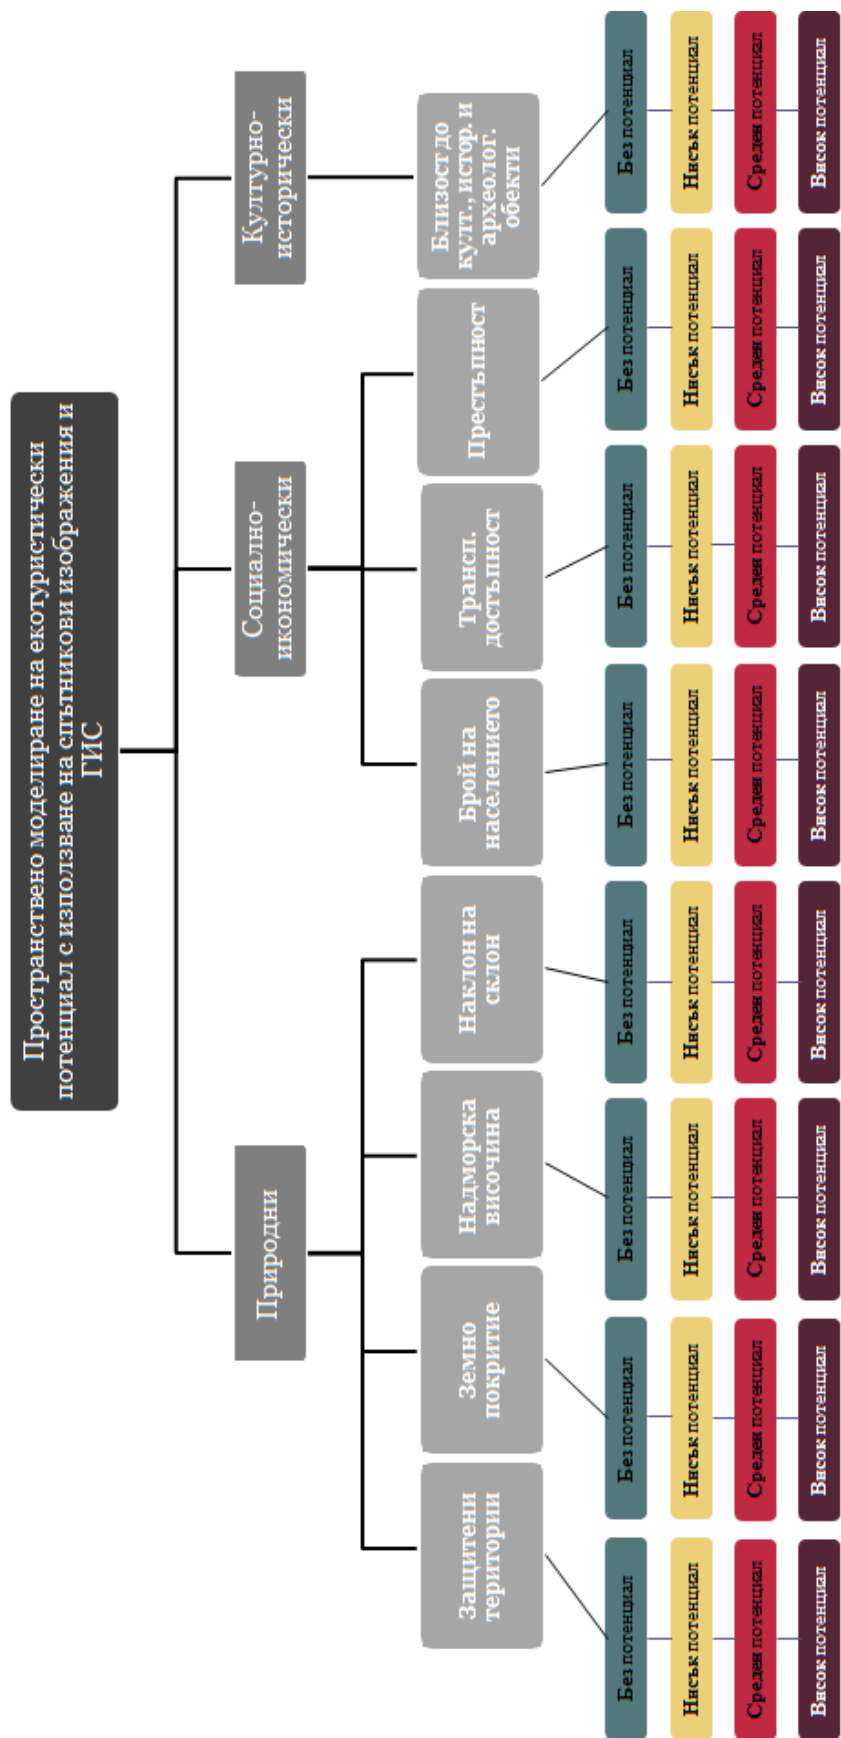 Пространствено моделиране на екотуристически
потенциал с използване на спътникови изображения и
ГИС
Природни
Социално-
икономически
Културно-
исторически
Защитени
територии
Земно
покритие
Надморска
височина
Наклон на
склон
Брой на
населението
Трансп.
достъпност
Престъпност
Близост до
култ., истор. и
археолог.
обекти
Без потенциал
Без потенциал
Без потенциал
Без потенциал
Без потенциал
Без потенциал
Без потенциал
Без потенциал
Нисък потенциал
Нисък потенциал
Нисък потенциал
Нисък потенциал
Нисък потенциал
Нисък потенциал
Нисък потенциал
Нисък потенциал
Среден потенциал
Среден потенциал
Среден потенциал
Среден потенциал
Среден потенциал
Среден потенциал
Среден потенциал
Среден потенциал
Висок потенциал
Висок потенциал
Висок потенциал
Висок потенциал
Висок потенциал
Висок потенциал
Висок потенциал
Висок потенциал